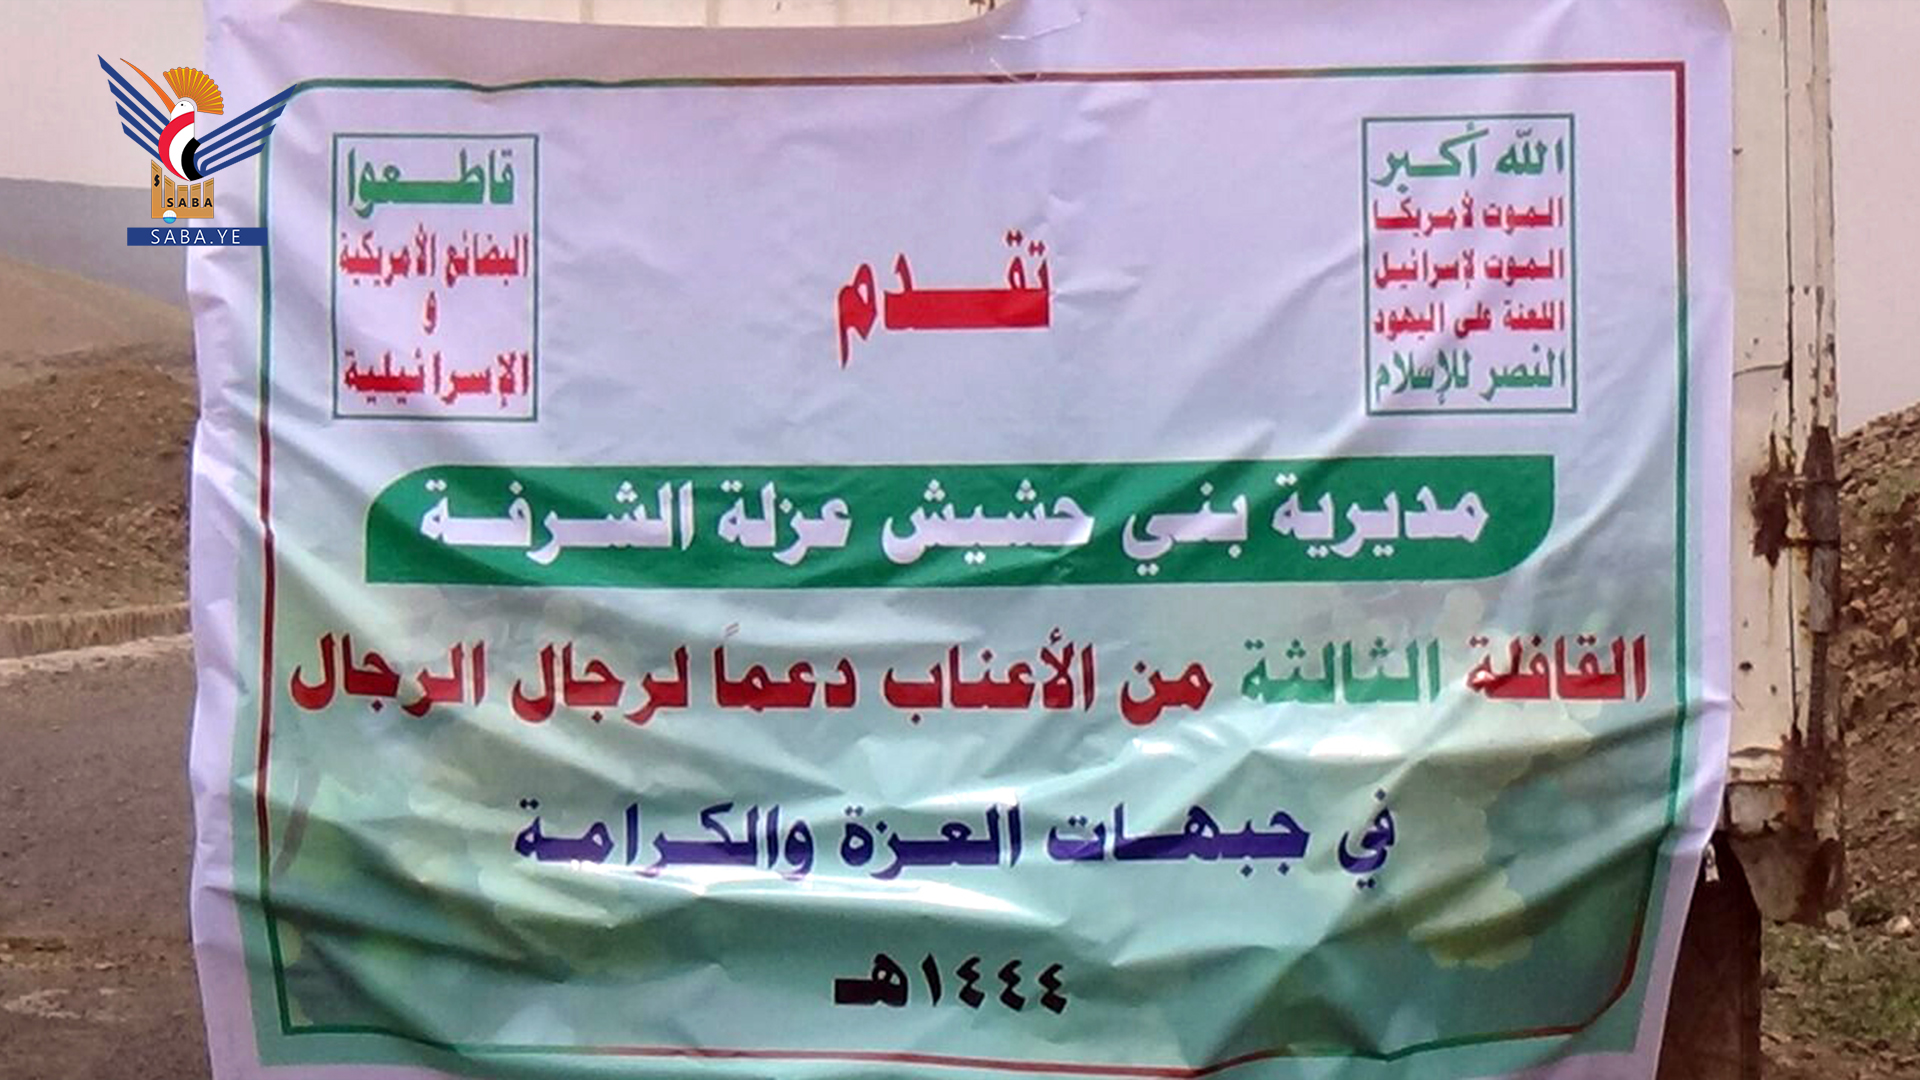 الله أكبر
الموت لأمريكا
الموت لإسرائيل
اللعنة على اليهود
النصر للإسلام
قاطعوا
البضائع الأمريكية
و
الإسرائيلية
تقدم
مديرية بني حشيش عزلة الشرفة
القافلة الثالثة من الأعناب دعماً لرجال الرجال
في جبهات العزة والكرامة
١٤٤٤هـ
SABA
SABA.YE